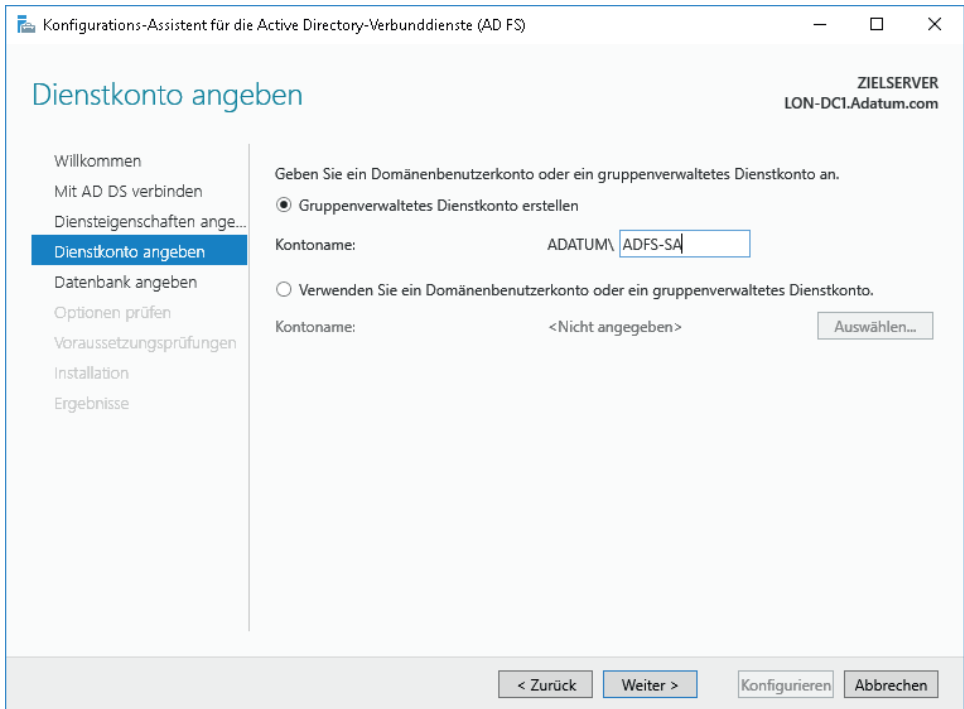 Konfigurations-Assistent für die Active Directory-Verbunddienste (AD FS)
Dienstkonto angeben
ZIELSERVER
LON-DC1.Adatum.com
Willkommen
Mit AD DS verbinden
Diensteigenschaften ange...
Dienstkonto angeben
Datenbank angeben
Optionen prüfen
Voraussetzungsprüfungen
Installation
Ergebnisse
Geben Sie ein Domänenbenutzerkonto oder ein gruppenverwaltetes Dienstkonto an.
Gruppenverwaltetes Dienstkonto erstellen
Kontoname: ADATUM\ ADFS-SA
Verwenden Sie ein Domänenbenutzerkonto oder ein gruppenverwaltetes Dienstkonto.
Kontoname: <Nicht angegeben> Auswählen...
< Zurück Weiter > Konfigurieren Abbrechen